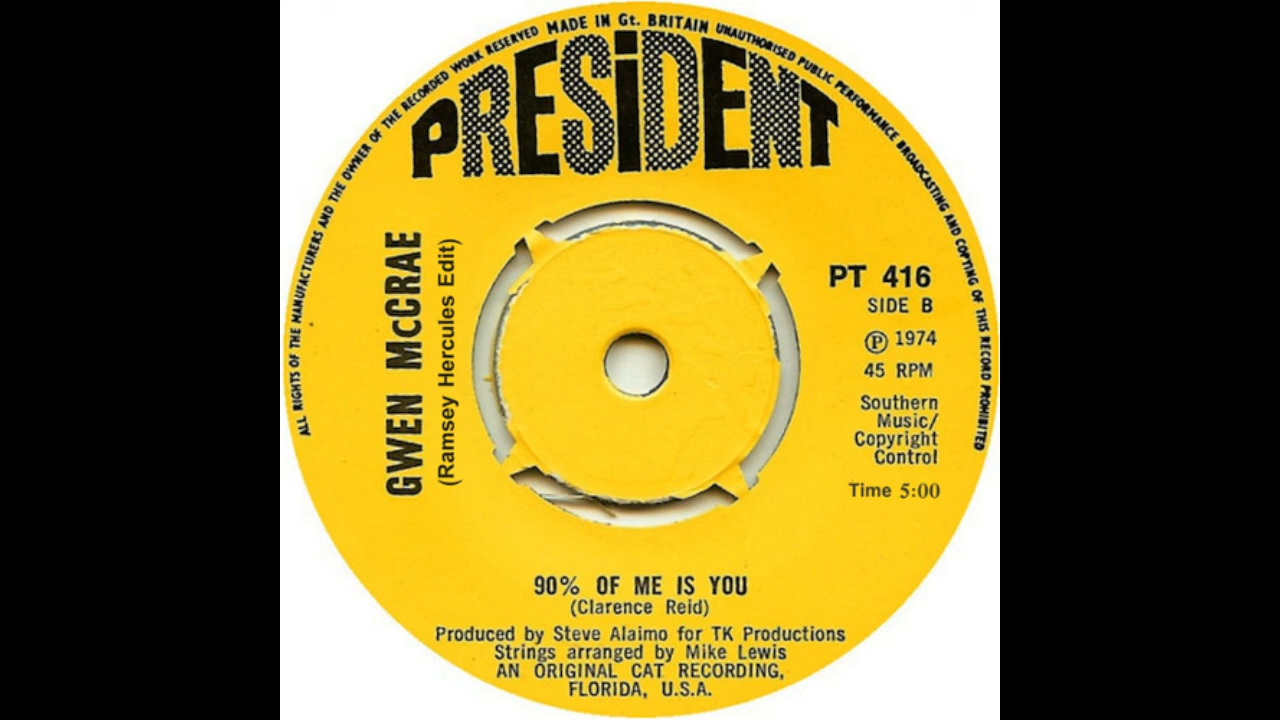 ALL RIGHTS OF THE MANUFACTURERS AND THE OWNER OF THE RECORDED WORK RESERVED MADE IN Gt. BRITAIN UNAUTHORISED PUBLIC PERFORMANCE BROADCASTING AND COPYING OF THIS RECORD PROHIBITED
PRESiDENT
GWEN McCRAE
(Ramsey Hercules Edit)
PT 416
SIDE B
Ⓟ 1974
45 RPM
Southern
Music/
Copyright
Control
Time 5:00
90% OF ME IS YOU
(Clarence Reid)
Produced by Steve Alaimo for TK Productions
Strings arranged by Mike Lewis
AN ORIGINAL CAT RECORDING,
FLORIDA, U.S.A.